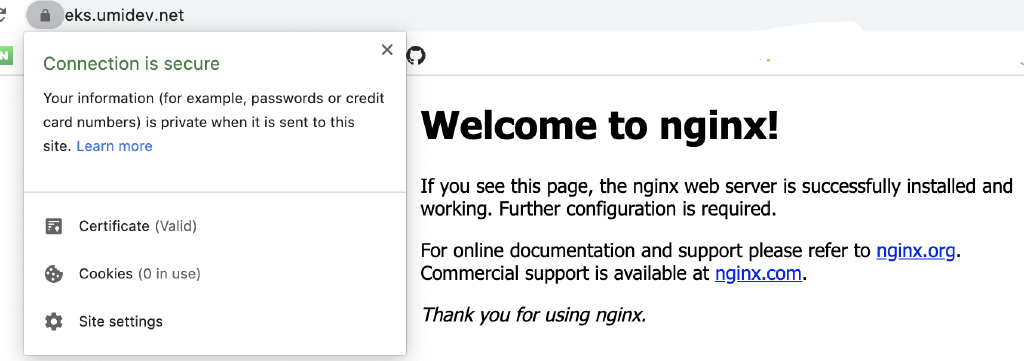 eks.umidev.net
N
Connection is secure
Your information (for example, passwords or credit
card numbers) is private when it is sent to this
site. Learn more
Certificate (Valid)
Cookies (0 in use)
Site settings
Welcome to nginx!
If you see this page, the nginx web server is successfully installed and
working. Further configuration is required.
For online documentation and support please refer to nginx.org.
Commercial support is available at nginx.com.
Thank you for using nginx.